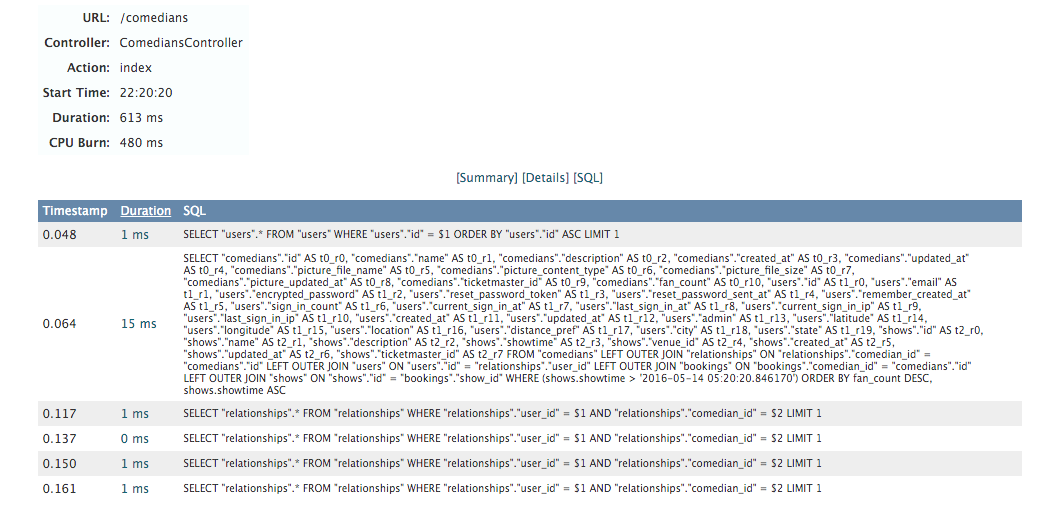 URL: /comedians
Controller: ComediansController
Action: index
Start Time: 22:20:20
Duration: 613 ms
CPU Burn: 480 ms
[Summary] [Details] [SQL]
Timestamp Duration SQL
0.048 1 ms SELECT "users".* FROM "users" WHERE "users"."id" = $1 ORDER BY "users"."id" ASC LIMIT 1
SELECT "comedians"."id" AS t0_r0, "comedians"."name" AS t0_r1, "comedians"."description" AS t0_r2, "comedians"."created_at" AS t0_r3, "comedians"."updated_at"
AS t0_r4, "comedians"."picture_file_name" AS t0_r5, "comedians"."picture_content_type" AS t0_r6, "comedians"."picture_file_size" AS t0_r7,
"comedians"."picture_updated_at" AS t0_r8, "comedians"."ticketmaster_id" AS t0_r9, "comedians"."fan_count" AS t0_r10, "users"."id" AS t1_r0, "users"."email" AS
t1_r1, "users"."encrypted_password" AS t1_r2, "users"."reset_password_token" AS t1_r3, "users"."reset_password_sent_at" AS t1_r4, "users"."remember_created_at"
AS t1_r5, "users"."sign_in_count" AS t1_r6, "users"."current_sign_in_at" AS t1_r7, "users"."last_sign_in_at" AS t1_r8, "users"."current_sign_in_ip" AS t1_r9,
"users"."last_sign_in_ip" AS t1_r10, "users"."created_at" AS t1_r11, "users"."updated_at" AS t1_r12, "users"."admin" AS t1_r13, "users"."latitude" AS t1_r14,
0.064 15 ms "users"."longitude" AS t1_r15, "users"."location" AS t1_r16, "users"."distance_pref" AS t1_r17, "users"."city" AS t1_r18, "users"."state" AS t1_r19, "shows"."id" AS t2_r0,
"shows"."name" AS t2_r1, "shows"."description" AS t2_r2, "shows"."showtime" AS t2_r3, "shows"."venue_id" AS t2_r4, "shows"."created_at" AS t2_r5,
"shows"."updated_at" AS t2_r6, "shows"."ticketmaster_id" AS t2_r7 FROM "comedians" LEFT OUTER JOIN "relationships" ON "relationships"."comedian_id" =
"comedians"."id" LEFT OUTER JOIN "users" ON "users"."id" = "relationships"."user_id" LEFT OUTER JOIN "bookings" ON "bookings"."comedian_id" = "comedians"."id"
LEFT OUTER JOIN "shows" ON "shows"."id" = "bookings"."show_id" WHERE (shows.showtime > '2016-05-14 05:20:20.846170') ORDER BY fan_count DESC,
shows.showtime ASC
0.117 1 ms SELECT "relationships".* FROM "relationships" WHERE "relationships"."user_id" = $1 AND "relationships"."comedian_id" = $2 LIMIT 1
0.137 0 ms SELECT "relationships".* FROM "relationships" WHERE "relationships"."user_id" = $1 AND "relationships"."comedian_id" = $2 LIMIT 1
0.150 1 ms SELECT "relationships".* FROM "relationships" WHERE "relationships"."user_id" = $1 AND "relationships"."comedian_id" = $2 LIMIT 1
0.161 1 ms SELECT "relationships".* FROM "relationships" WHERE "relationships"."user_id" = $1 AND "relationships"."comedian_id" = $2 LIMIT 1